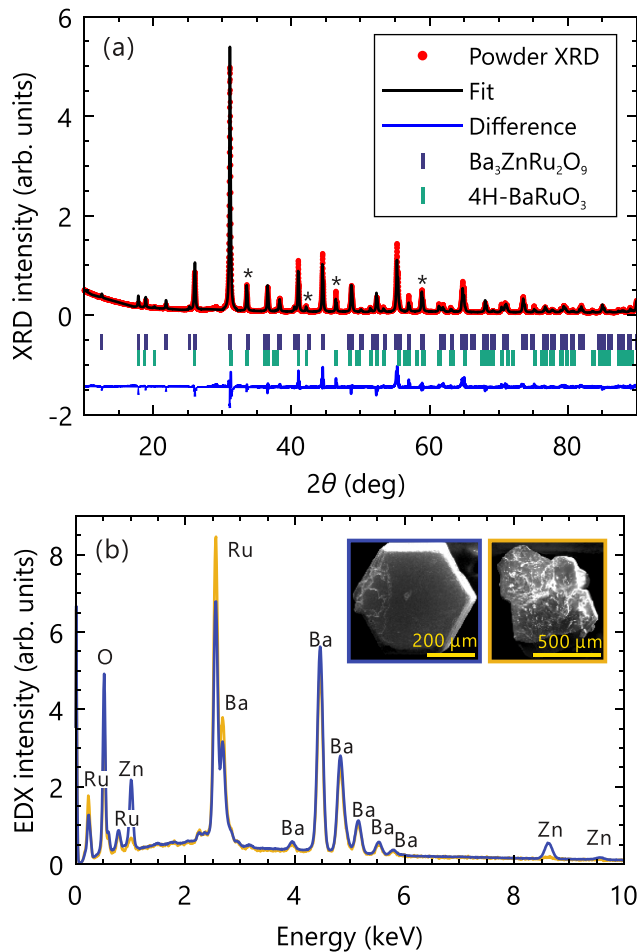 (a)
Powder XRD
Fit
Difference
Ba₃ZnRu₂O₉
4H-BaRuO₃
XRD intensity (arb. units)
6
4
2
0
-2
* * * *
20 40 60 80
2θ (deg)
(b)
EDX intensity (arb. units)
8
6
4
2
0
Ru
O
Ba
Ba
200 μm
500 μm
Ba
Ru
Zn
Ru
Ba
Ba
Ba
Ba
Zn
Zn
0 2 4 6 8 10
Energy (keV)